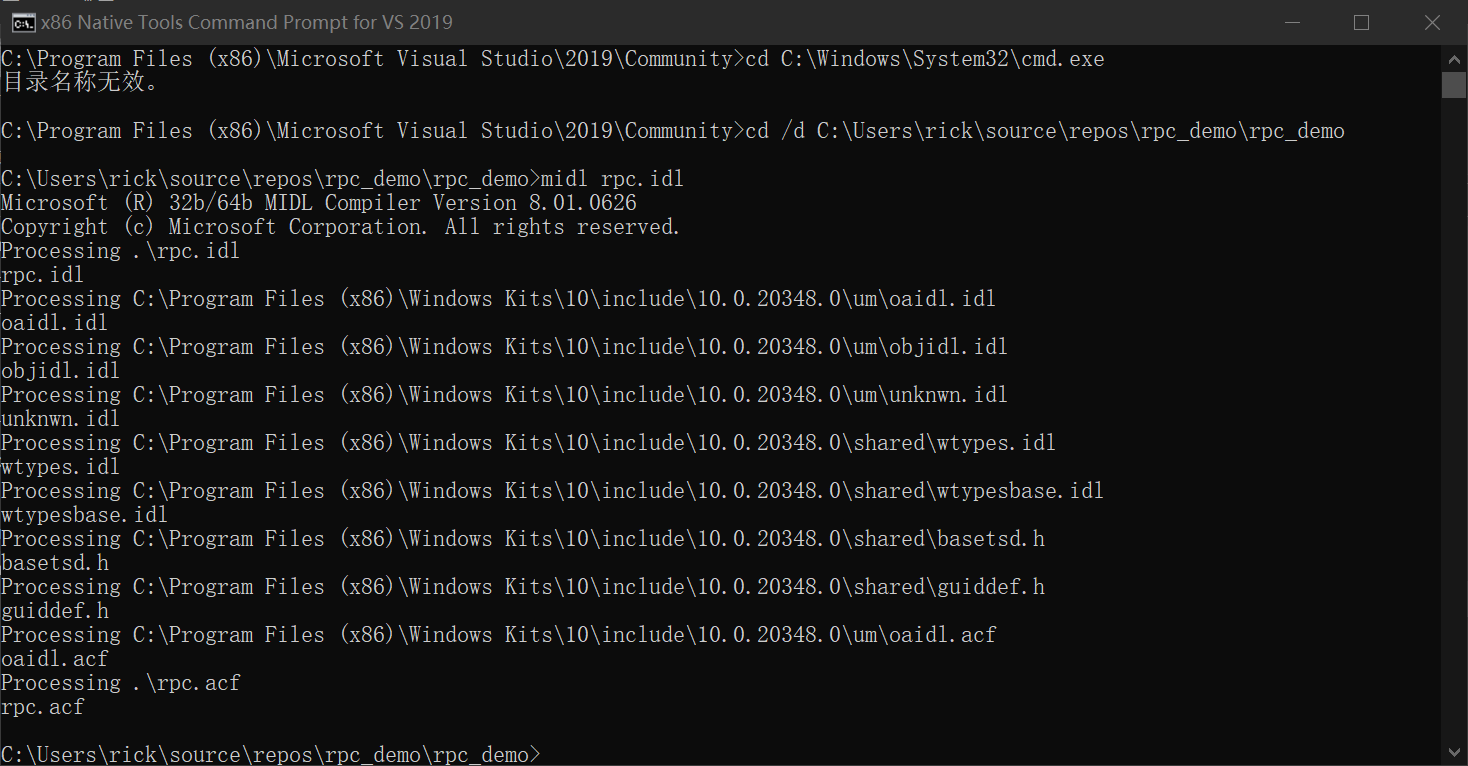 x86 Native Tools Command Prompt for VS 2019
C:\Program Files (x86)\Microsoft Visual Studio\2019\Community>cd C:\Windows\System32\cmd.exe
目录名称无效。
C:\Program Files (x86)\Microsoft Visual Studio\2019\Community>cd /d C:\Users\rick\source\repos\rpc_demo\rpc_demo
C:\Users\rick\source\repos\rpc_demo\rpc_demo>midl rpc.idl
Microsoft (R) 32b/64b MIDL Compiler Version 8.01.0626
Copyright (c) Microsoft Corporation. All rights reserved.
Processing .\rpc.idl
rpc.idl
Processing C:\Program Files (x86)\Windows Kits\10\include\10.0.20348.0\um\oaidl.idl
oaidl.idl
Processing C:\Program Files (x86)\Windows Kits\10\include\10.0.20348.0\um\objidl.idl
objidl.idl
Processing C:\Program Files (x86)\Windows Kits\10\include\10.0.20348.0\um\unknwn.idl
unknwn.idl
Processing C:\Program Files (x86)\Windows Kits\10\include\10.0.20348.0\shared\wtypes.idl
wtypes.idl
Processing C:\Program Files (x86)\Windows Kits\10\include\10.0.20348.0\shared\wtypesbase.idl
wtypesbase.idl
Processing C:\Program Files (x86)\Windows Kits\10\include\10.0.20348.0\shared\basetsd.h
basetsd.h
Processing C:\Program Files (x86)\Windows Kits\10\include\10.0.20348.0\shared\guiddef.h
guiddef.h
Processing C:\Program Files (x86)\Windows Kits\10\include\10.0.20348.0\um\oaidl.acf
oaidl.acf
Processing .\rpc.acf
rpc.acf
C:\Users\rick\source\repos\rpc_demo\rpc_demo>